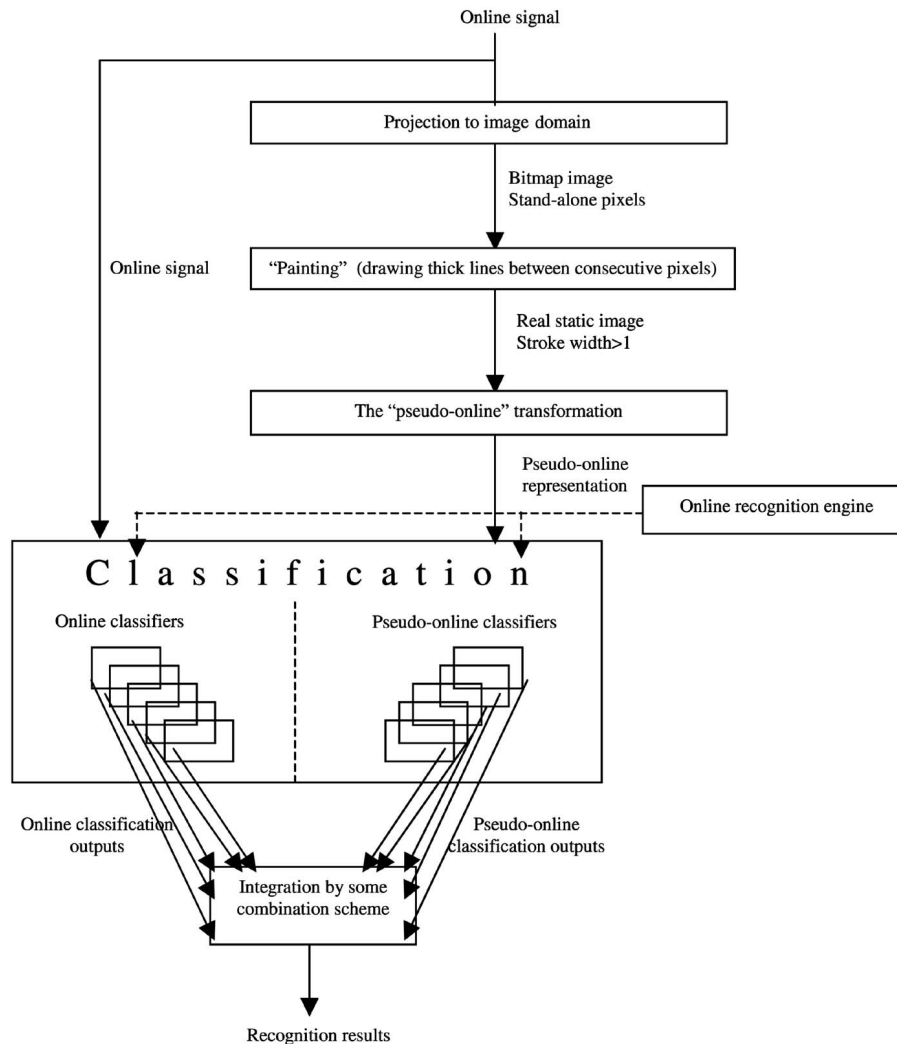 Online signal
Projection to image domain
Bitmap image
Stand-alone pixels
Online signal
“Painting” (drawing thick lines between consecutive pixels)
Real static image
Stroke width>1
The “pseudo-online” transformation
Pseudo-online
representation
Online recognition engine
Classification
Online classifiers
Pseudo-online classifiers
Online classification
outputs
Pseudo-online
classification outputs
Integration by some
combination scheme
Recognition results